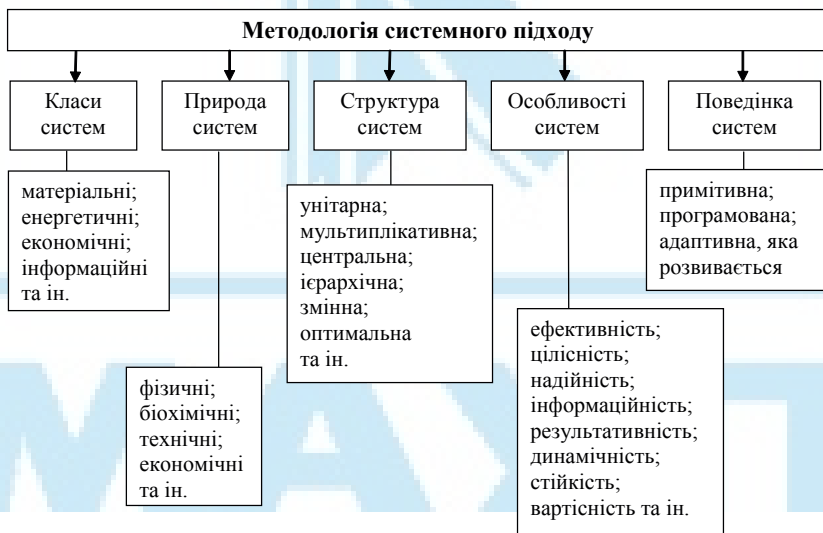 Методологія системного підходу
Класи
систем
Природа
систем
Структура
систем
Особливості
систем
Поведінка
систем
матеріальні;
енергетичні;
економічні;
інформаційні
та ін.
фізичні;
біохімічні;
технічні;
економічні
та ін.
унітарна;
мультиплікативна;
центральна;
ієрархічна;
змінна;
оптимальна
та ін.
ефективність;
цілісність;
надійність;
інформаційність;
результативність;
динамічність;
стійкість;
вартісність та ін.
примітивна;
програмована;
адаптивна, яка
розвивається